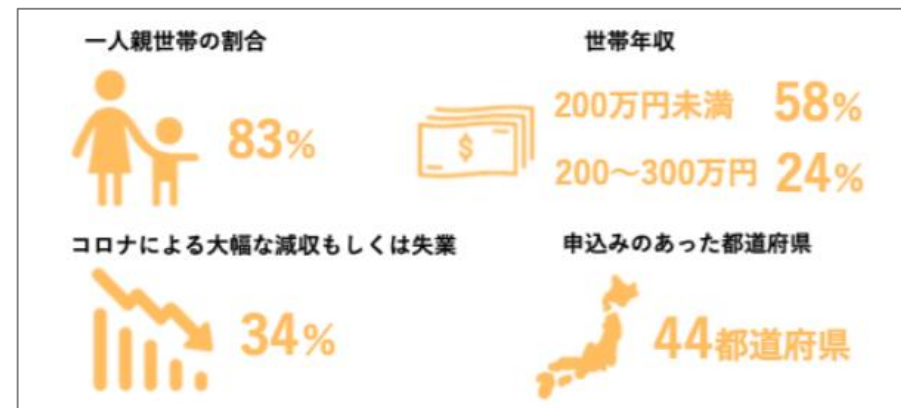 一人親世帯の割合
83%
世帯年収
$
200万円未満 58%
200〜300万円 24%
コロナによる大幅な減収もしくは失業
34%
申込みのあった都道府県
44都道府県